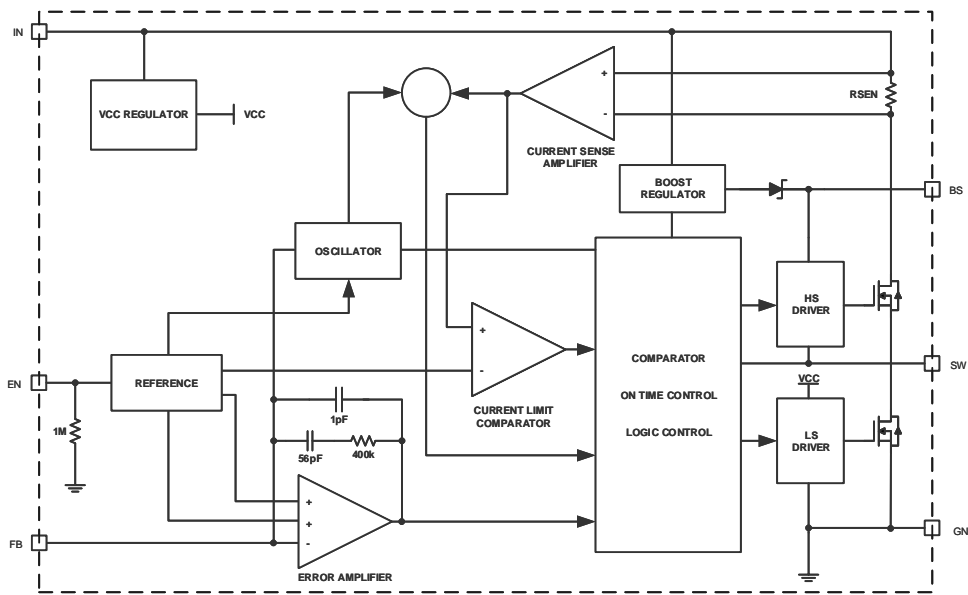 IN
VCC REGULATOR
VCC
+
-
RSEN
CURRENT SENSE
AMPLIFIER
BOOST
REGULATOR
BS
OSCILLATOR
HS
DRIVER
+
-
COMPARATOR
ON TIME CONTROL
LOGIC CONTROL
SW
EN
REFERENCE
VCC
CURRENT LIMIT
COMPARATOR
1pF
1M
56pF
400k
LS
DRIVER
+
+
-
GN
FB
ERROR AMPLIFIER